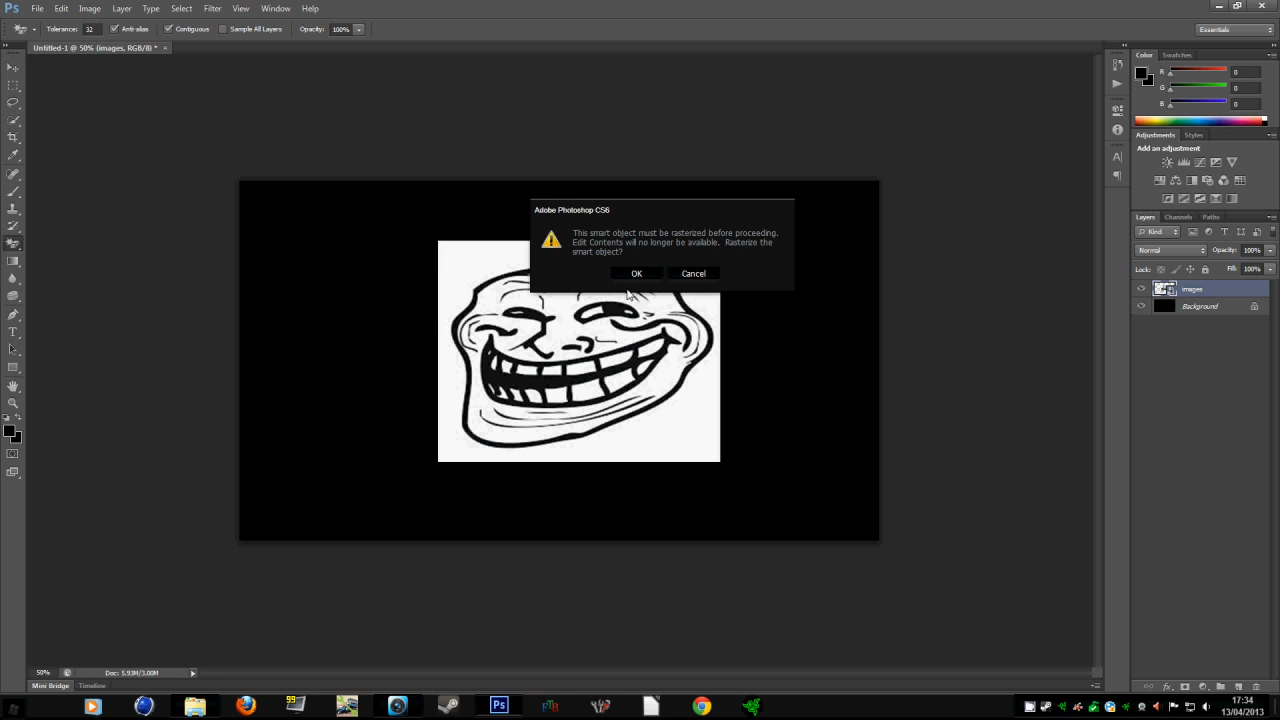 Ps File Edit Image Layer Type Select Filter View Window Help
Tolerance: 32 Anti-alias Contiguous Sample All Layers Opacity: 100% Essentials
Untitled-1 @ 50% (images, RGB/8) * ×
Color Swatches
R 0
G 0
B 0
Adjustments Styles
Add an adjustment
Adobe Photoshop CS6
This smart object must be rasterized before proceeding.
Edit Contents will no longer be available. Rasterize the
smart object?
OK Cancel
Layers Channels Paths
Kind
Normal Opacity: 100%
Lock: Fill: 100%
images
Background
50% Doc: 5.93M/3.00M
Mini Bridge Timeline
99 Ps
17:34
13/04/2013